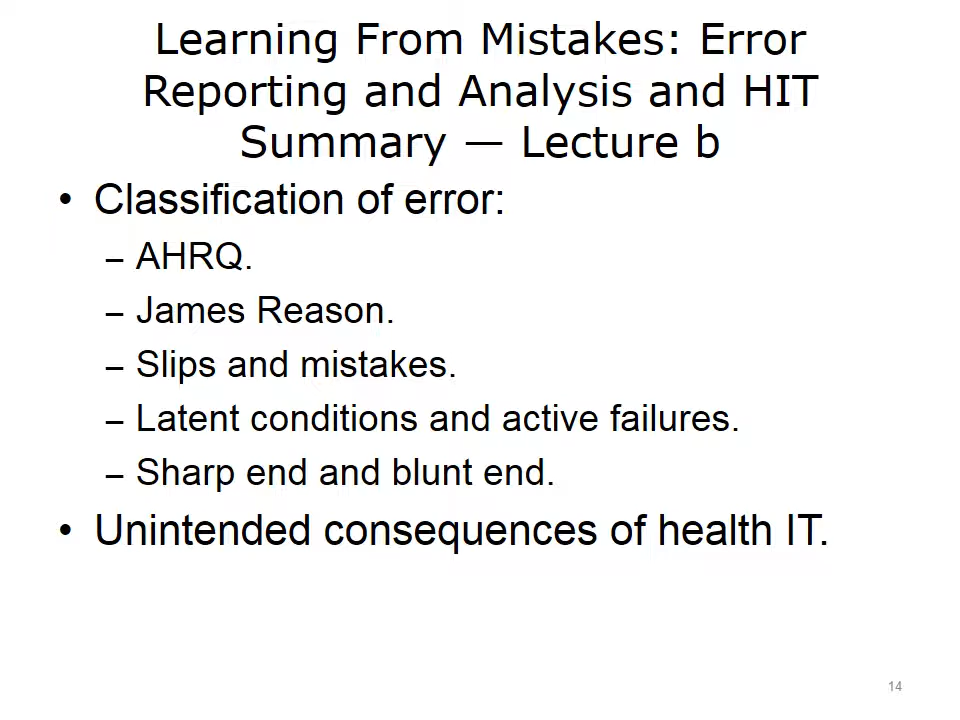 Learning From Mistakes: Error
Reporting and Analysis and HIT
Summary — Lecture b
• Classification of error:
– AHRQ.
– James Reason.
– Slips and mistakes.
– Latent conditions and active failures.
– Sharp end and blunt end.
• Unintended consequences of health IT.
14